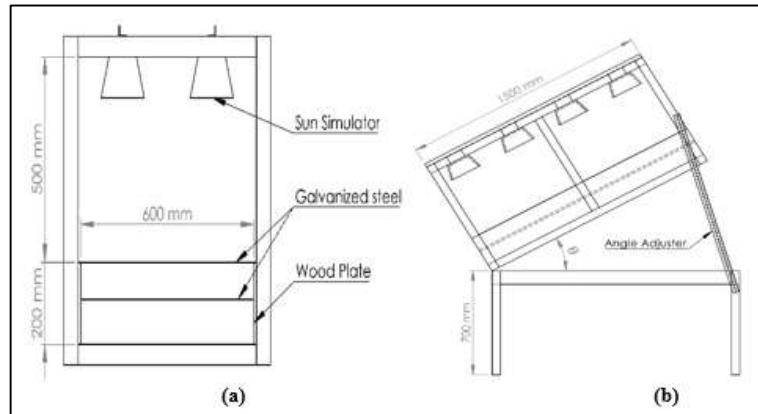 500 mm
200 mm
600 mm
Sun Simulator
Galvanized steel
Wood Plate
(a)
1500 mm
700 mm
θ
Angle Adjuster
(b)